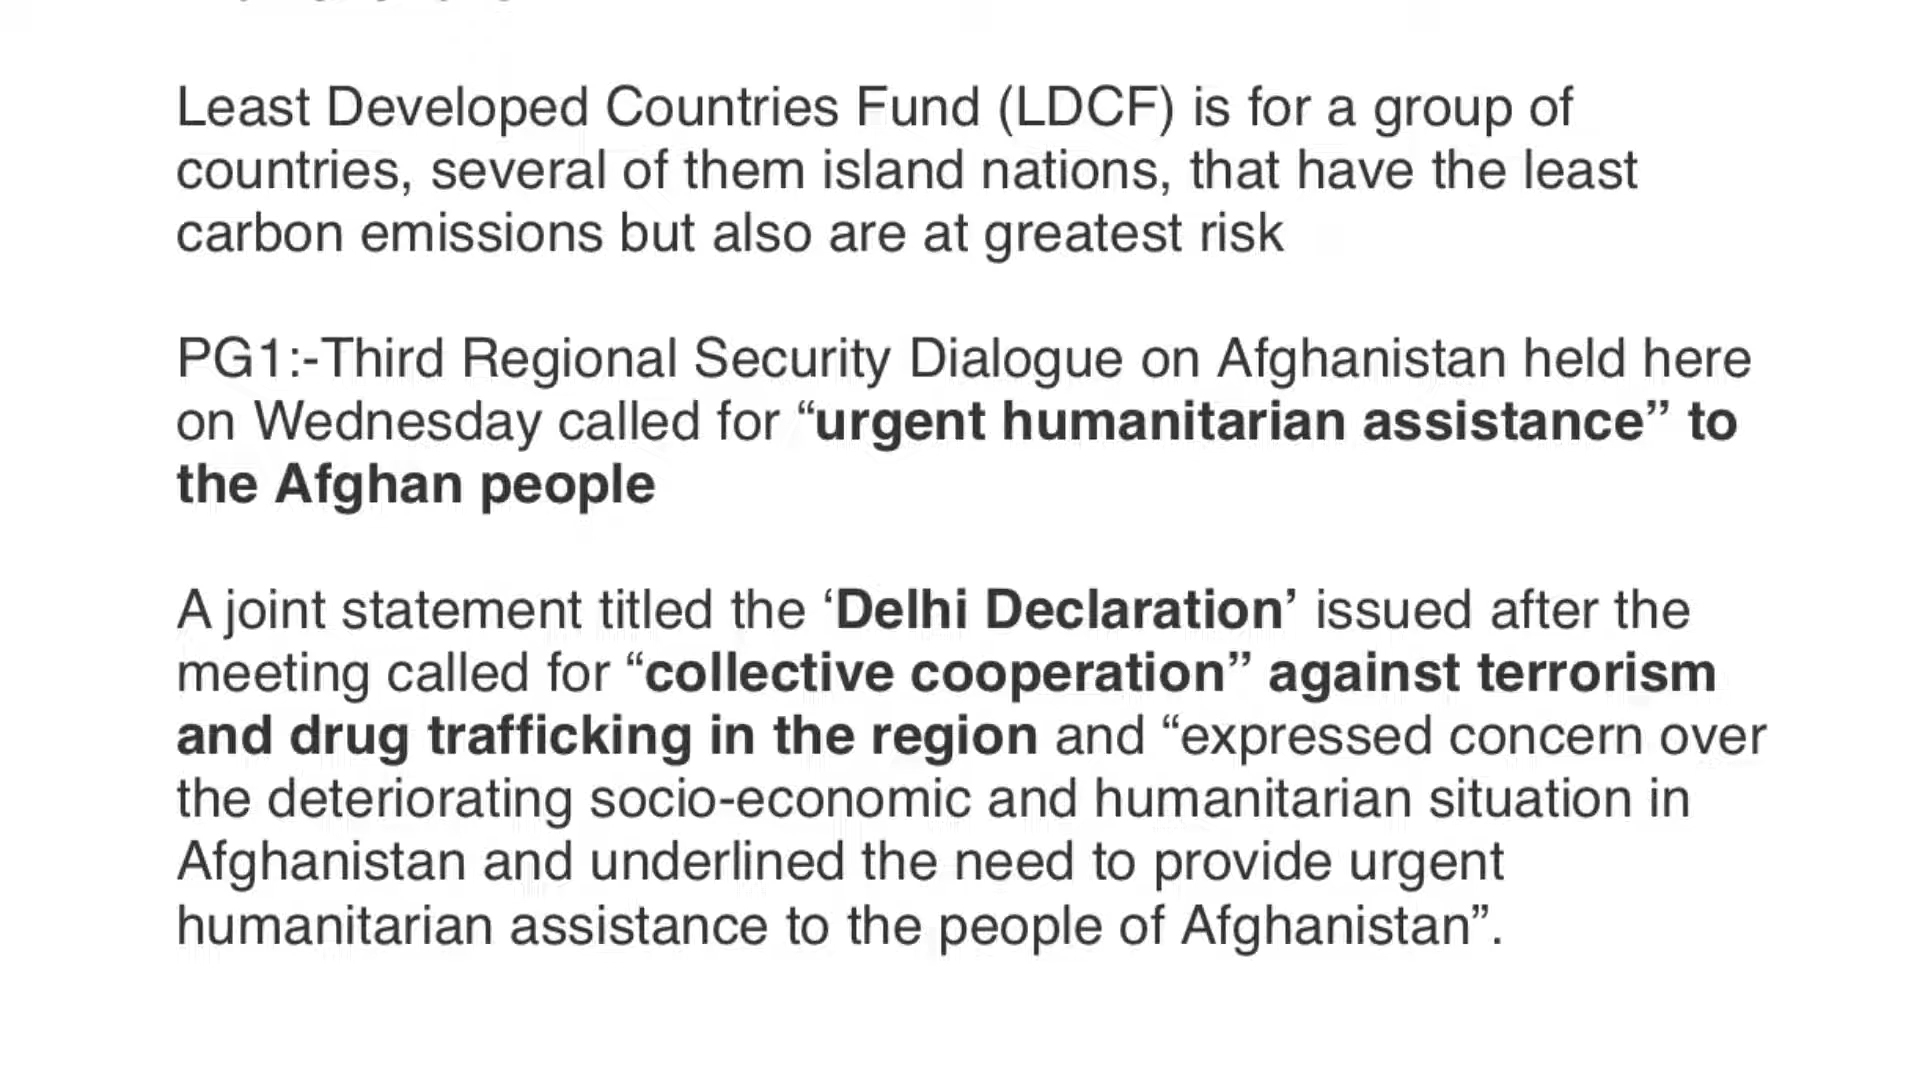 Least Developed Countries Fund (LDCF) is for a group of
countries, several of them island nations, that have the least
carbon emissions but also are at greatest risk
PG1:-Third Regional Security Dialogue on Afghanistan held here
on Wednesday called for “urgent humanitarian assistance” to
the Afghan people
A joint statement titled the ‘Delhi Declaration’ issued after the
meeting called for “collective cooperation” against terrorism
and drug trafficking in the region and “expressed concern over
the deteriorating socio-economic and humanitarian situation in
Afghanistan and underlined the need to provide urgent
humanitarian assistance to the people of Afghanistan”.